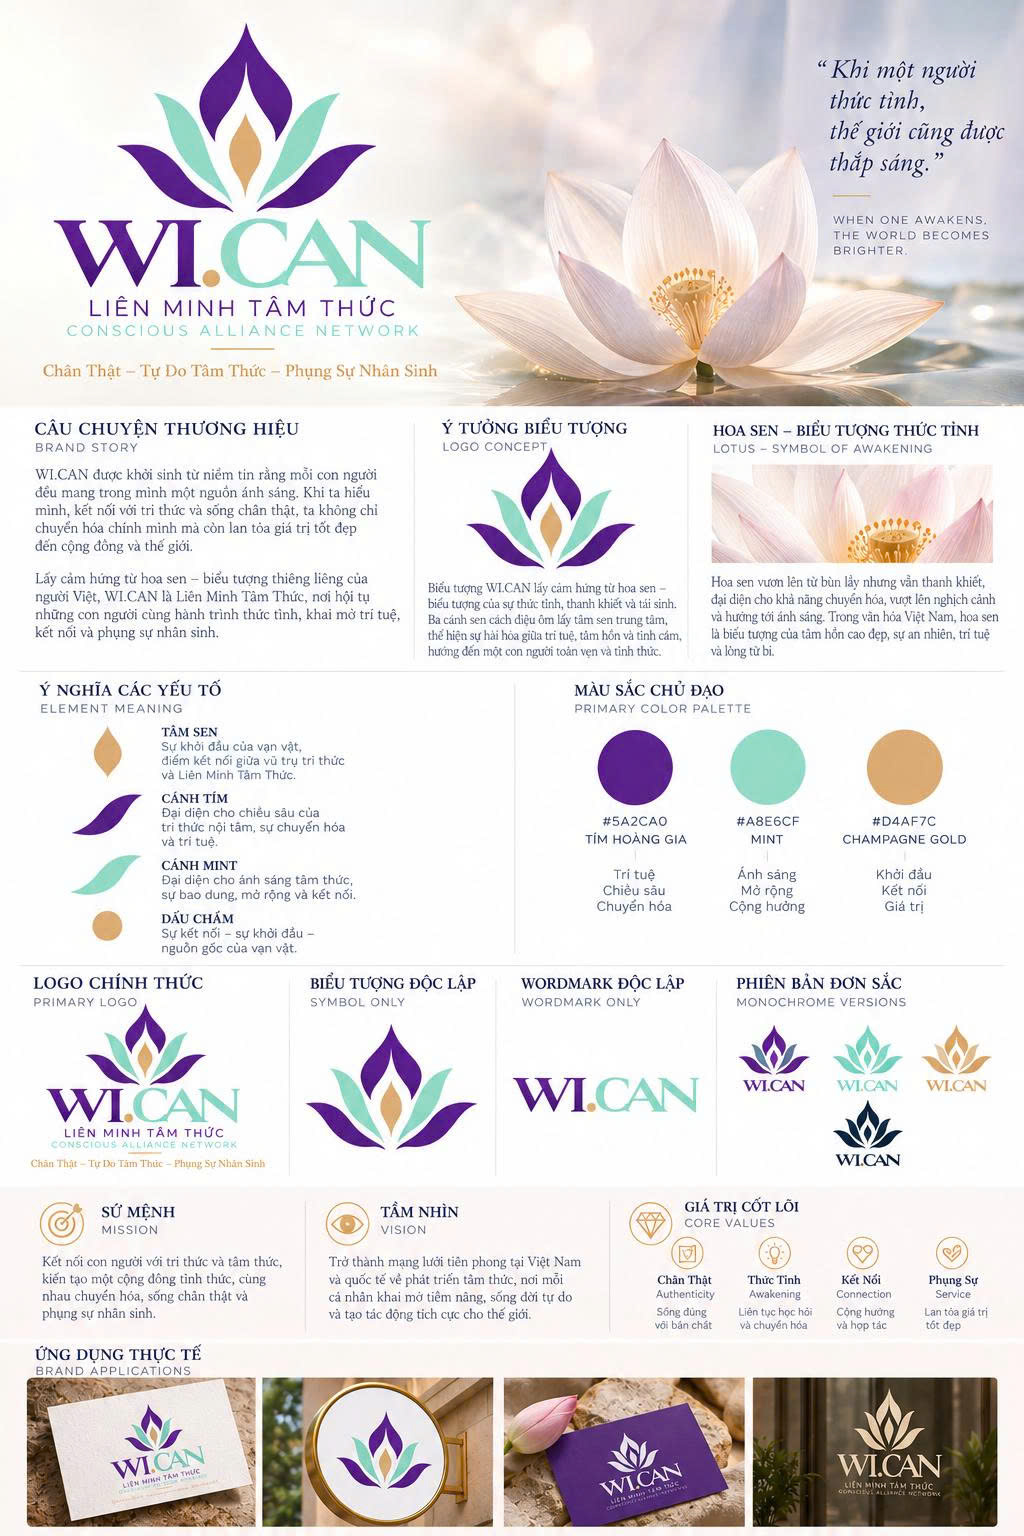 WI.CAN
LIÊN MINH TÂM THỨC
CONSCIOUS ALLIANCE NETWORK
Chân Thật – Tự Do Tâm Thức – Phụng Sự Nhân Sinh
“Khi một người
thức tỉnh,
thế giới cũng được
thắp sáng.”
WHEN ONE AWAKENS,
THE WORLD BECOMES
BRIGHTER.
CÂU CHUYỆN THƯƠNG HIỆU
BRAND STORY
WI.CAN được khởi sinh từ niềm tin rằng mỗi con người
đều mang trong mình một nguồn ánh sáng. Khi ta hiểu
mình, kết nối với tri thức và sống chân thật, ta không chỉ
chuyển hóa chính mình mà còn lan tỏa giá trị tốt đẹp
đến cộng đồng và thế giới.
Lấy cảm hứng từ hoa sen – biểu tượng thiêng liêng của
người Việt, WI.CAN là Liên Minh Tâm Thức, nơi hội tụ
những con người cùng hành trình thức tỉnh, khai mở trí tuệ,
kết nối và phụng sự nhân sinh.
Ý TƯỞNG BIỂU TƯỢNG
LOGO CONCEPT
Biểu tượng WI.CAN lấy cảm hứng từ hoa sen –
biểu tượng của sự thức tỉnh, thanh khiết và tái sinh.
Ba cánh sen cách điệu ôm lấy tâm sen trung tâm,
thể hiện sự hài hòa giữa trí tuệ, tâm hồn và tình cảm,
hướng đến một con người toàn vẹn và tỉnh thức.
HOA SEN – BIỂU TƯỢNG THỨC TỈNH
LOTUS – SYMBOL OF AWAKENING
Hoa sen vươn lên từ bùn lầy nhưng vẫn thanh khiết,
đại diện cho khả năng chuyển hóa, vượt lên nghịch cảnh
và hướng tới ánh sáng. Trong văn hóa Việt Nam, hoa sen
là biểu tượng của tâm hồn cao đẹp, sự an nhiên, trí tuệ
và lòng từ bi.
Ý NGHĨA CÁC YẾU TỐ
ELEMENT MEANING
TÂM SEN
Sự khởi đầu của vạn vật,
điểm kết nối giữa vũ trụ tri thức
và Liên Minh Tâm Thức.
CÁNH TÍM
Đại diện cho chiều sâu của
tri thức nội tâm, sự chuyển hóa
và trí tuệ.
CÁNH MINT
Đại diện cho ánh sáng tâm thức,
sự bao dung, mở rộng và kết nối.
DẤU CHẤM
Sự kết nối – sự khởi đầu –
nguồn gốc của vạn vật.
MÀU SẮC CHỦ ĐẠO
PRIMARY COLOR PALETTE
#5A2CA0
TÍM HOÀNG GIA
Trí tuệ
Chiều sâu
Chuyển hóa
#A8E6CF
MINT
Ánh sáng
Mở rộng
Cộng hưởng
#D4AF7C
CHAMPAGNE GOLD
Khởi đầu
Kết nối
Giá trị
LOGO CHÍNH THỨC
PRIMARY LOGO
WI.CAN
LIÊN MINH TÂM THỨC
CONSCIOUS ALLIANCE NETWORK
Chân Thật – Tự Do Tâm Thức – Phụng Sự Nhân Sinh
BIỂU TƯỢNG ĐỘC LẬP
SYMBOL ONLY
WORDMARK ĐỘC LẬP
WORDMARK ONLY
WI.CAN
PHIÊN BẢN ĐƠN SẮC
MONOCHROME VERSIONS
WI.CAN
WI.CAN
WI.CAN
WI.CAN
SỨ MỆNH
MISSION
Kết nối con người với tri thức và tâm thức,
kiến tạo một cộng đồng tỉnh thức, cùng
nhau chuyển hóa, sống chân thật và
phụng sự nhân sinh.
TẦM NHÌN
VISION
Trở thành mạng lưới tiên phong tại Việt Nam
và quốc tế về phát triển tâm thức, nơi mỗi
cá nhân khai mở tiềm năng, sống đời tự do
và tạo tác động tích cực cho thế giới.
GIÁ TRỊ CỐT LÕI
CORE VALUES
Chân Thật
Authenticity
Sống đúng
với bản chất
Thức Tỉnh
Awakening
Liên tục học hỏi
và chuyển hóa
Kết Nối
Connection
Cộng hưởng
và hợp tác
Phụng Sự
Service
Lan tỏa giá trị
tốt đẹp
ỨNG DỤNG THỰC TẾ
BRAND APPLICATIONS
WI.CAN
LIÊN MINH TÂM THỨC
WI.CAN
LIÊN MINH TÂM THỨC
CONSCIOUS ALLIANCE NETWORK
WI.CAN
LIÊN MINH TÂM THỨC
CONSCIOUS ALLIANCE NETWORK